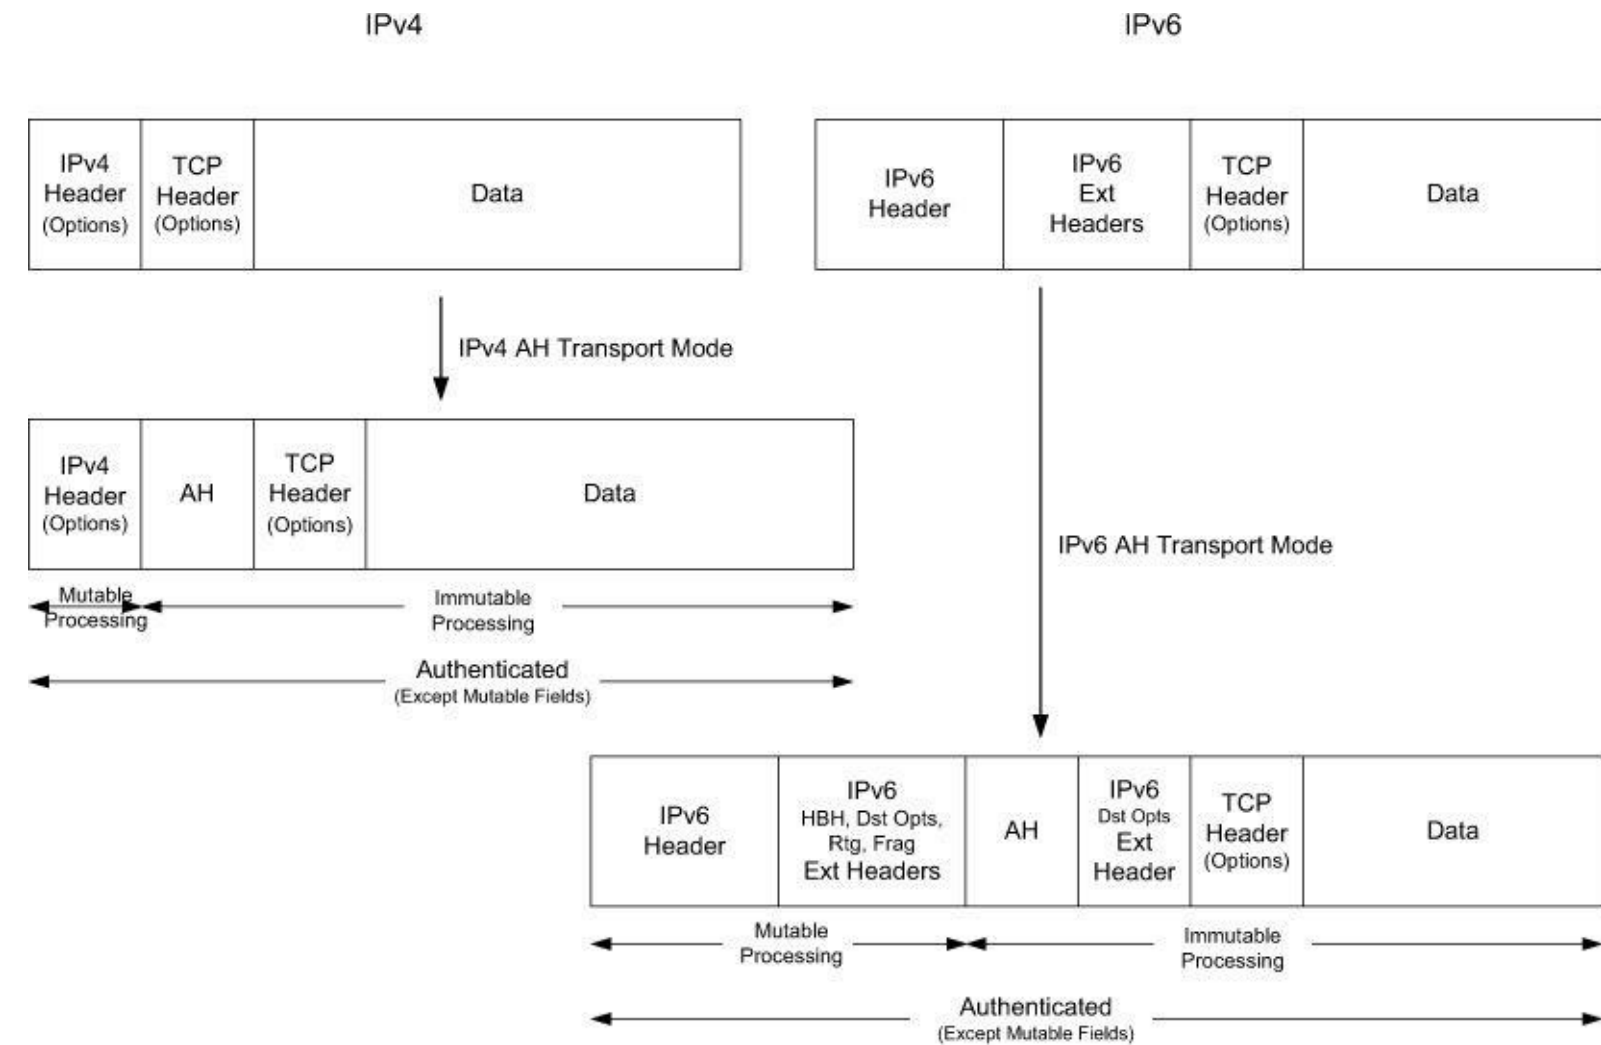 IPv4
IPv6
IPv4
Header
(Options)
TCP
Header
(Options)
Data
IPv6
Header
IPv6
Ext
Headers
TCP
Header
(Options)
Data
IPv4 AH Transport Mode
IPv4
Header
(Options)
AH
TCP
Header
(Options)
Data
IPv6 AH Transport Mode
Mutable
Processing
Immutable
Processing
Authenticated
(Except Mutable Fields)
IPv6
Header
IPv6
HBH, Dst Opts,
Rtg, Frag
Ext Headers
AH
IPv6
Dst Opts
Ext
Header
TCP
Header
(Options)
Data
Mutable
Processing
Immutable
Processing
Authenticated
(Except Mutable Fields)